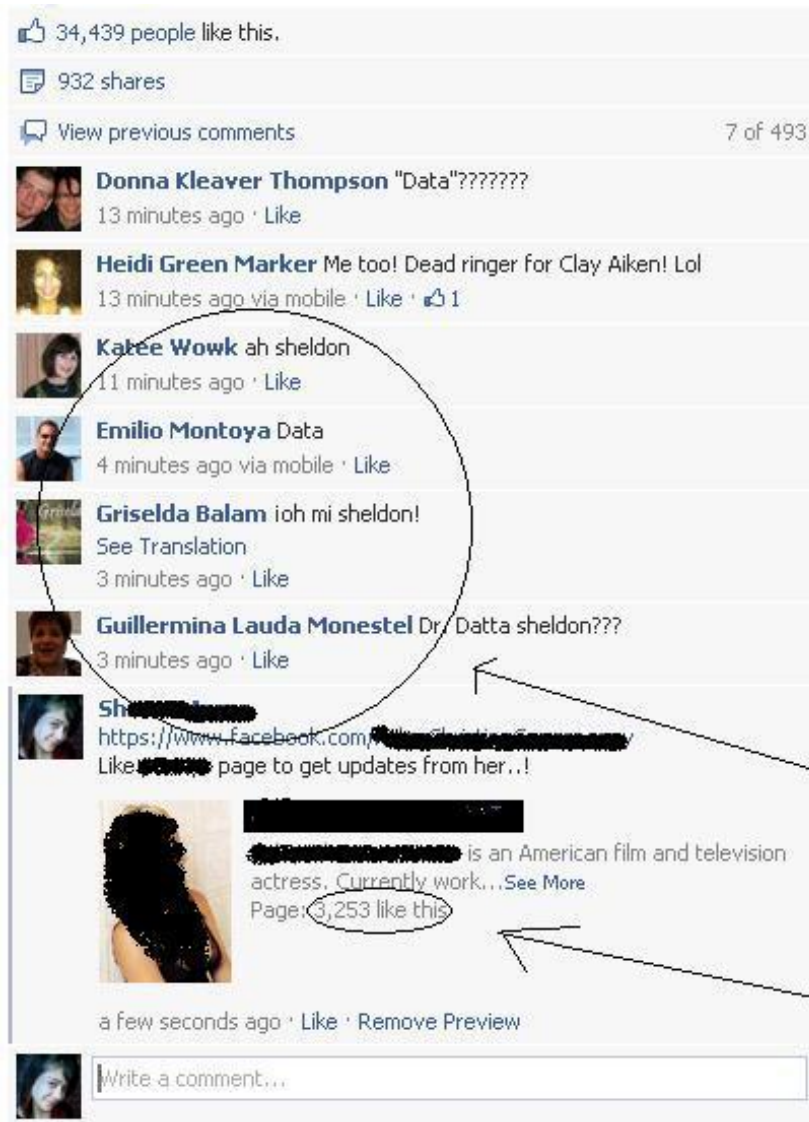 34,439 people like this.
932 shares
View previous comments 7 of 493
Donna Kleaver Thompson "Data"???????
13 minutes ago · Like
Heidi Green Marker Me too! Dead ringer for Clay Aiken! Lol
13 minutes ago via mobile · Like · 1
Katee Wowk ah sheldon
11 minutes ago · Like
Emilio Montoya Data
4 minutes ago via mobile · Like
Griselda Balam ioh mi sheldon!
See Translation
3 minutes ago · Like
Guillermina Lauda Monestel Dr, Datta sheldon???
3 minutes ago · Like
https://www.facebook.com/
Like page to get updates from her..!
is an American film and television
actress. Currently work...See More
Page: 3,253 like this
a few seconds ago · Like · Remove Preview
Write a comment...